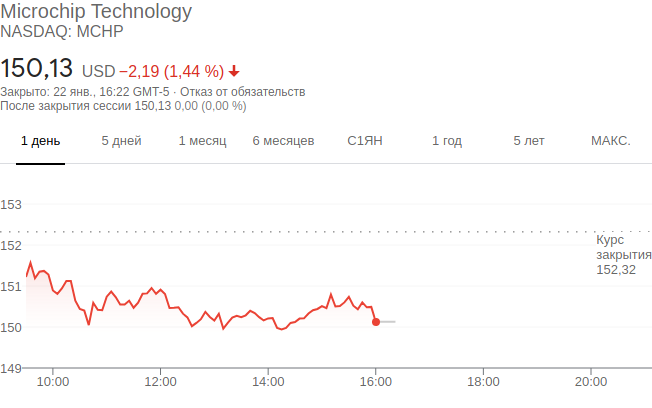 Microchip Technology
NASDAQ: MCHP
150,13 USD −2,19 (1,44 %)
Закрыто: 22 янв., 16:22 GMT-5 · Отказ от обязательств
После закрытия сессии 150,13 0,00 (0,00 %)
1 день 5 дней 1 месяц 6 месяцев С1ЯН 1 год 5 лет МАКС.
153
152
Курс
закрытия
152,32
151
150
149
10:00 12:00 14:00 16:00 18:00 20:00